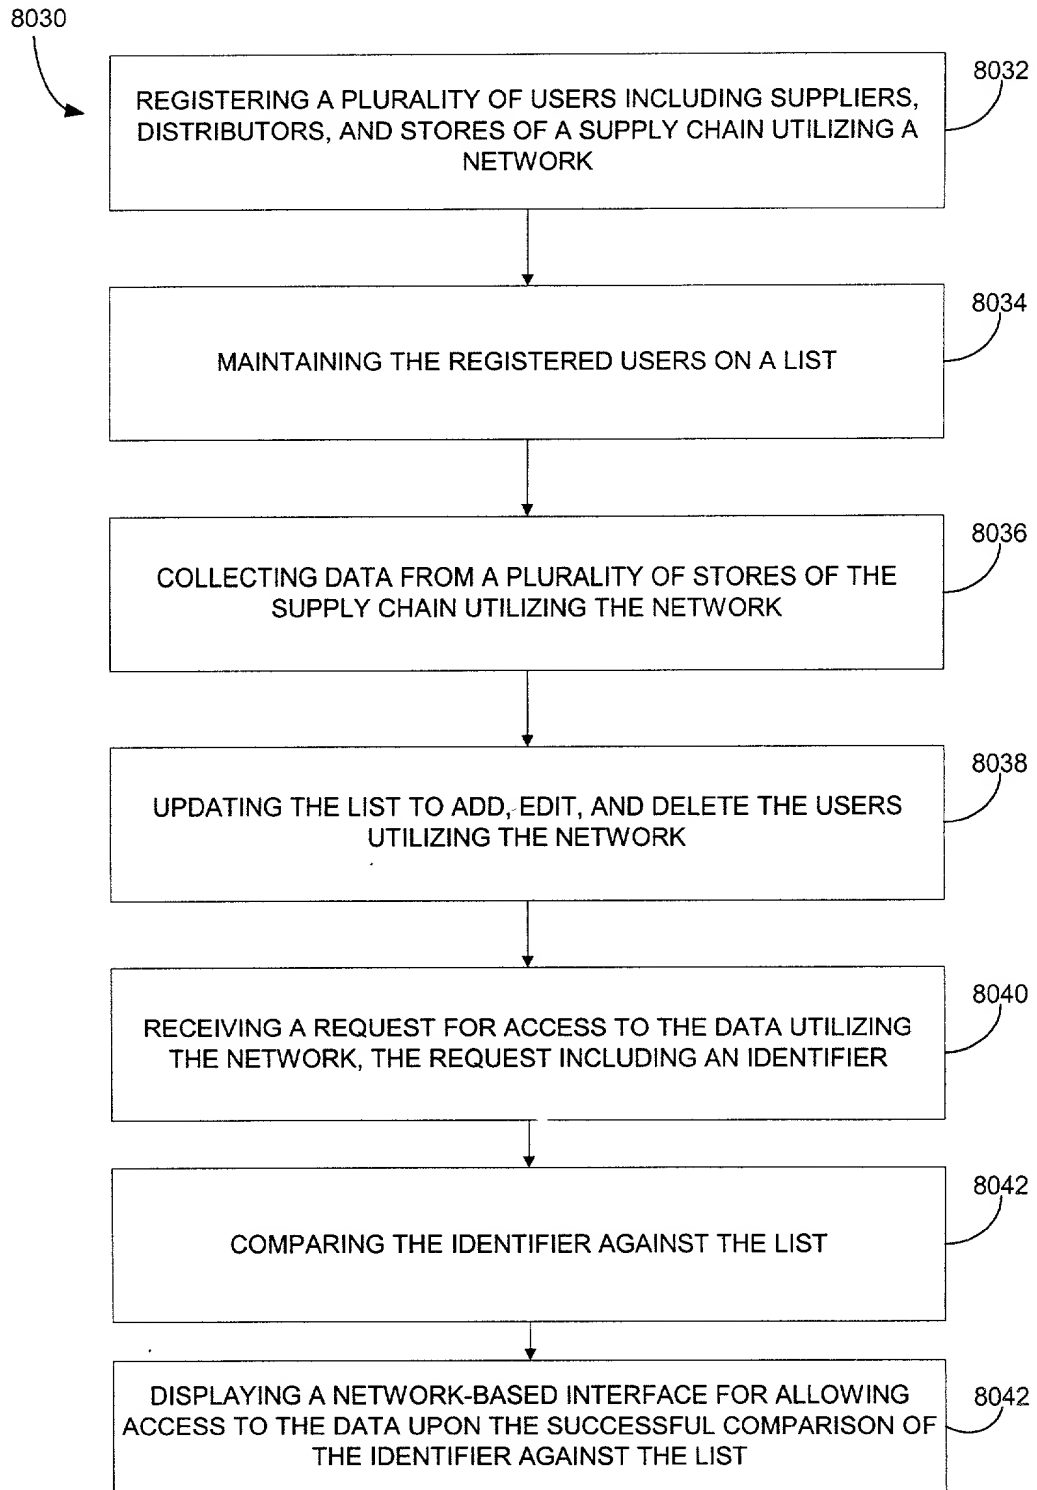 8030
8032
REGISTERING A PLURALITY OF USERS INCLUDING SUPPLIERS,
DISTRIBUTORS, AND STORES OF A SUPPLY CHAIN UTILIZING A
NETWORK
8034
MAINTAINING THE REGISTERED USERS ON A LIST
8036
COLLECTING DATA FROM A PLURALITY OF STORES OF THE
SUPPLY CHAIN UTILIZING THE NETWORK
8038
UPDATING THE LIST TO ADD, EDIT, AND DELETE THE USERS
UTILIZING THE NETWORK
8040
RECEIVING A REQUEST FOR ACCESS TO THE DATA UTILIZING
THE NETWORK, THE REQUEST INCLUDING AN IDENTIFIER
8042
COMPARING THE IDENTIFIER AGAINST THE LIST
8042
DISPLAYING A NETWORK-BASED INTERFACE FOR ALLOWING
ACCESS TO THE DATA UPON THE SUCCESSFUL COMPARISON OF
THE IDENTIFIER AGAINST THE LIST